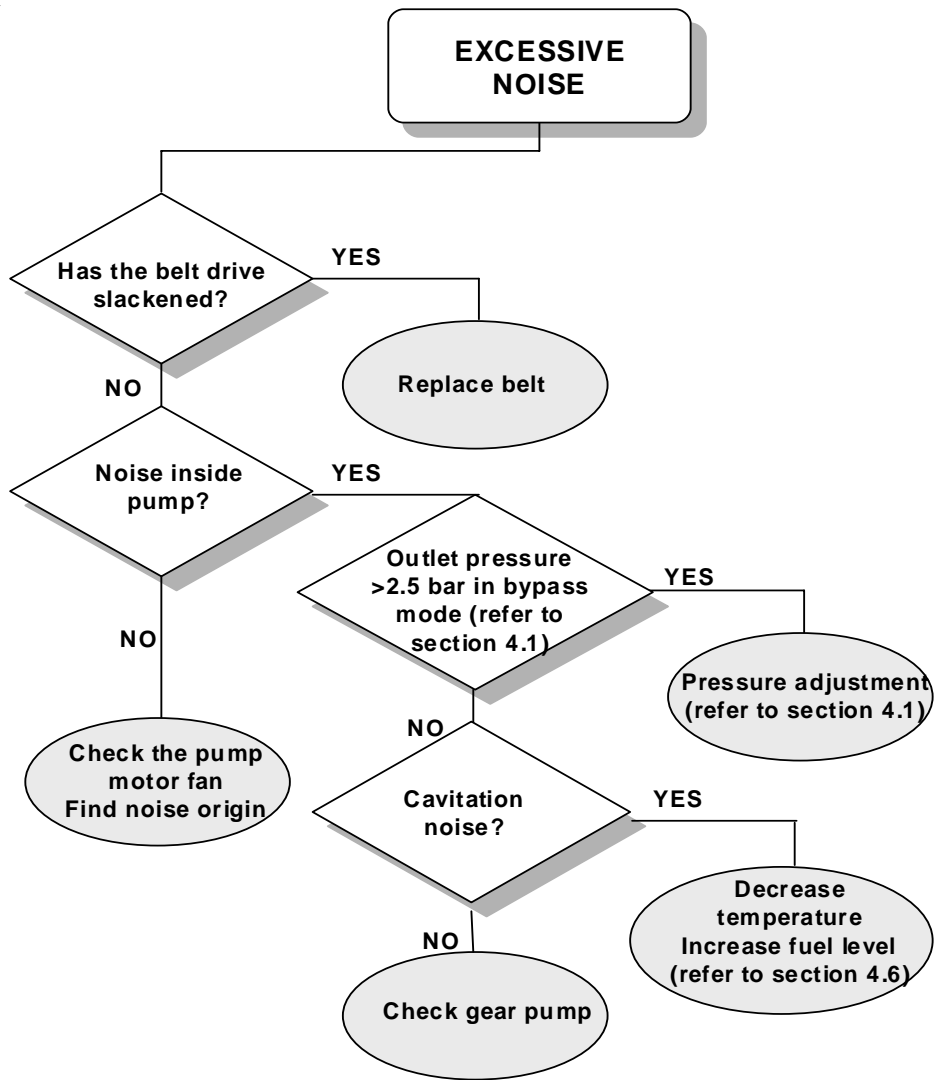 EXCESSIVE
NOISE
YES
Has the belt drive
slackened?
Replace belt
NO
YES
Noise inside
pump?
Outlet pressure
>2.5 bar in bypass
mode (refer to
section 4.1)
YES
NO
Pressure adjustment
(refer to section 4.1)
NO
Check the pump
motor fan
Find noise origin
Cavitation
noise?
YES
Decrease
temperature
Increase fuel level
(refer to section 4.6)
NO
Check gear pump